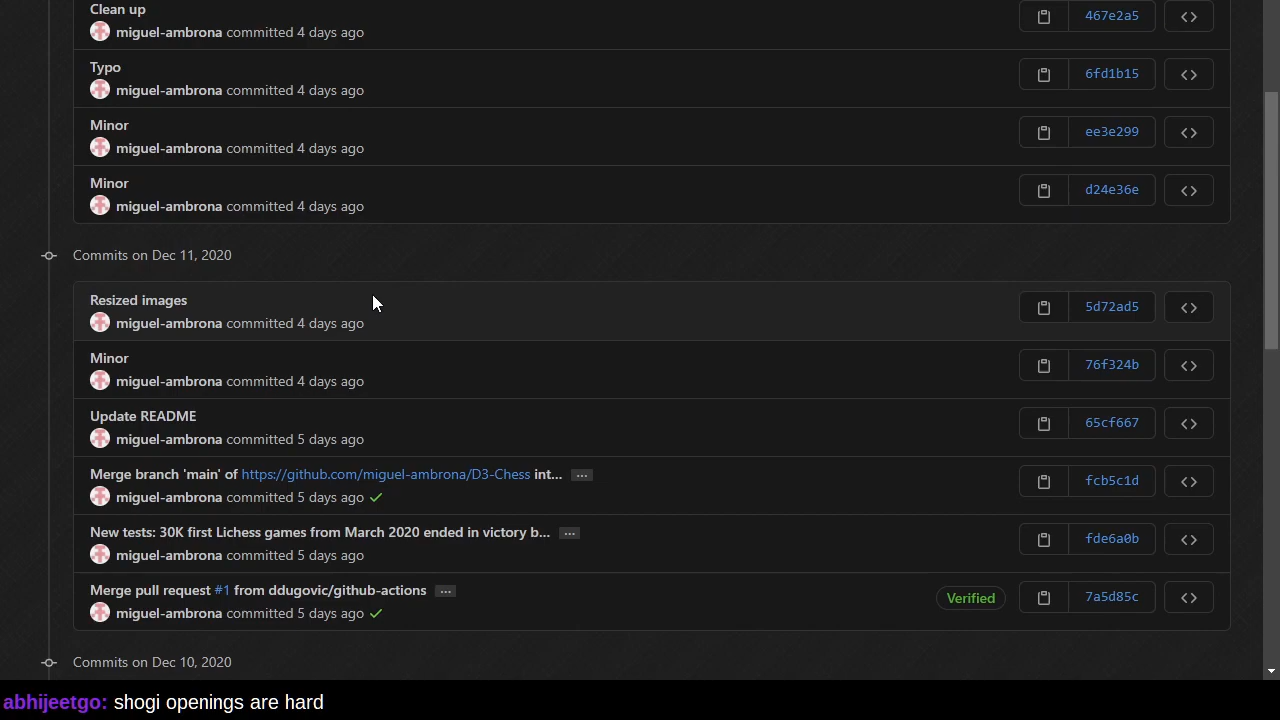 Clean up
miguel-ambrona committed 4 days ago
467e2a5
Typo
miguel-ambrona committed 4 days ago
6fd1b15
Minor
miguel-ambrona committed 4 days ago
ee3e299
Minor
miguel-ambrona committed 4 days ago
d24e36e
Commits on Dec 11, 2020
Resized images
miguel-ambrona committed 4 days ago
5d72ad5
Minor
miguel-ambrona committed 4 days ago
76f324b
Update README
miguel-ambrona committed 5 days ago
65cf667
Merge branch 'main' of https://github.com/miguel-ambrona/D3-Chess int... ...
miguel-ambrona committed 5 days ago
fcb5c1d
New tests: 30K first Lichess games from March 2020 ended in victory b... ...
miguel-ambrona committed 5 days ago
fde6a0b
Merge pull request #1 from ddugovic/github-actions ...
miguel-ambrona committed 5 days ago
Verified
7a5d85c
Commits on Dec 10, 2020
abhijeetgo: shogi openings are hard